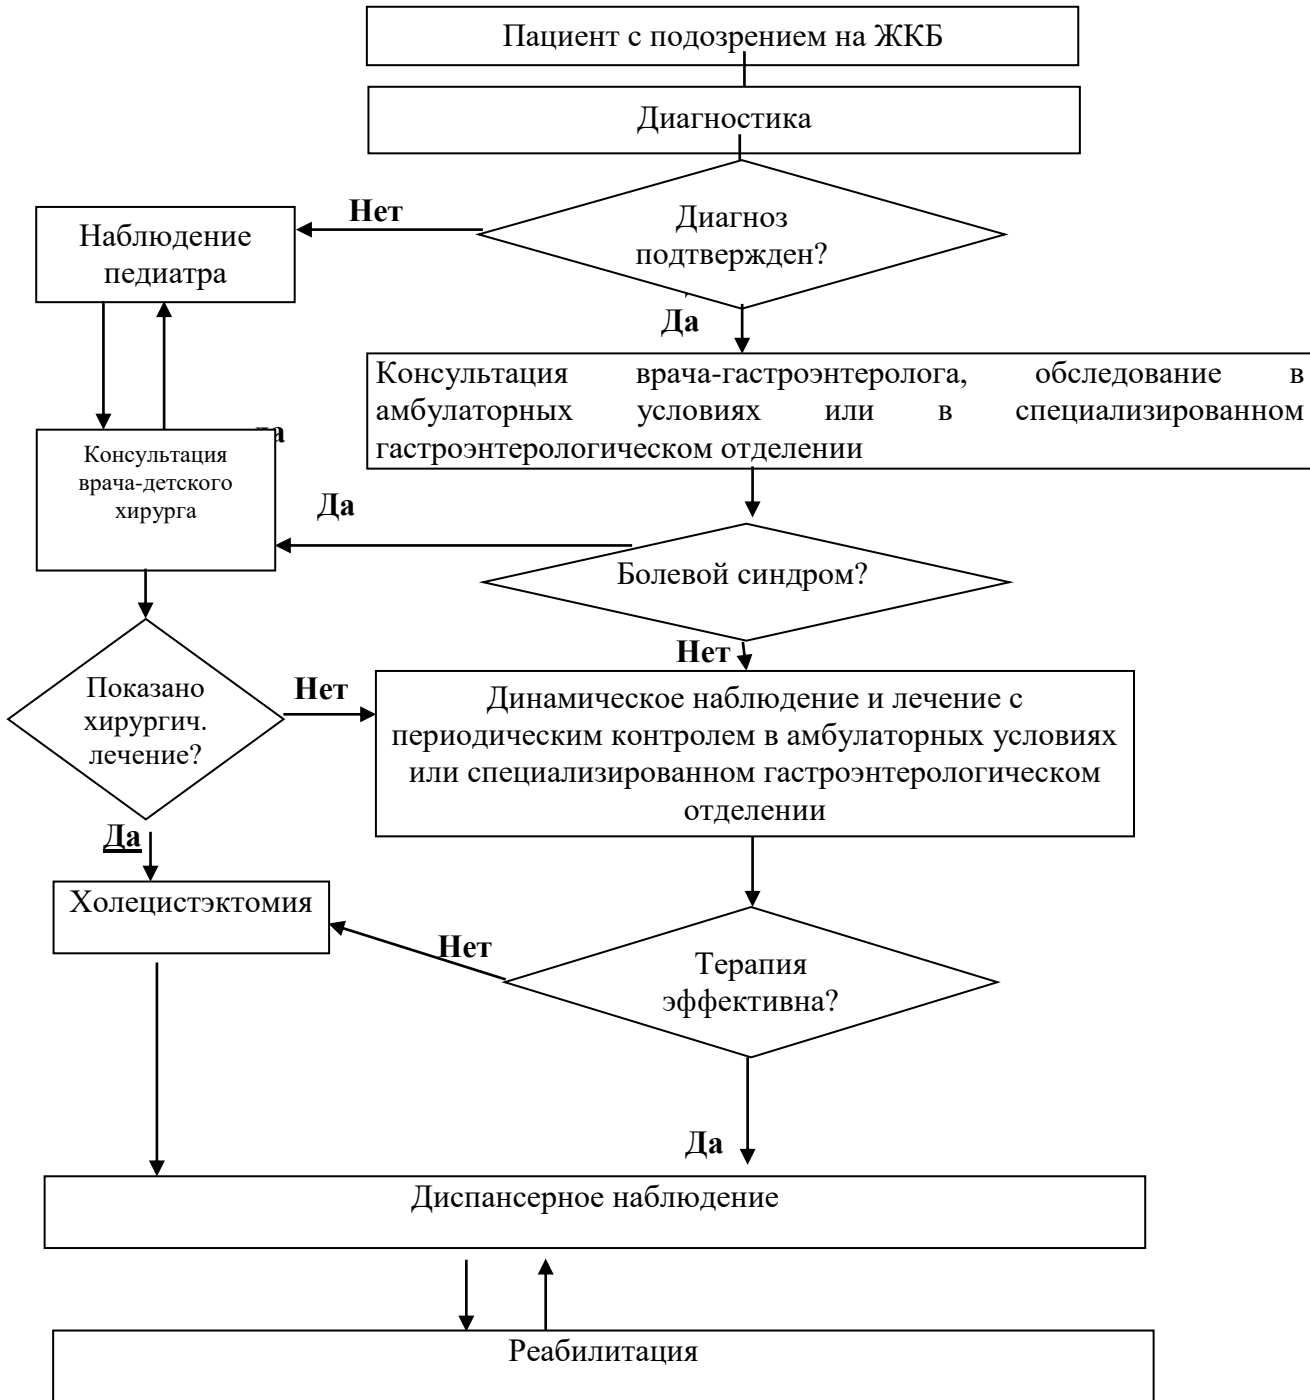 Пациент с подозрением на ЖКБ
Диагностика
Диагноз
подтвержден?
Нет
Наблюдение
педиатра
Да
Консультация врача-гастроэнтеролога, обследование в
амбулаторных условиях или в специализированном
гастроэнтерологическом отделении
Консультация
врача-детского
хирурга
Да
Болевой синдром?
Нет
Показано
хирургич.
лечение?
Нет
Динамическое наблюдение и лечение с
периодическим контролем в амбулаторных условиях
или специализированном гастроэнтерологическом
отделении
Да
Холецистэктомия
Нет
Терапия
эффективна?
Да
Диспансерное наблюдение
Реабилитация